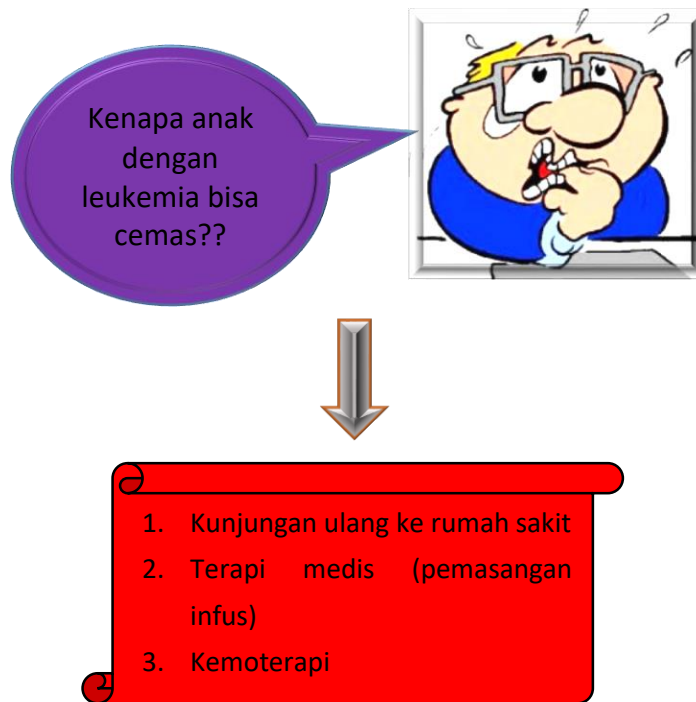 Kenapa anak
dengan
leukemia bisa
cemas??
1. Kunjungan ulang ke rumah sakit
2. Terapi medis (pemasangan
infus)
3. Kemoterapi